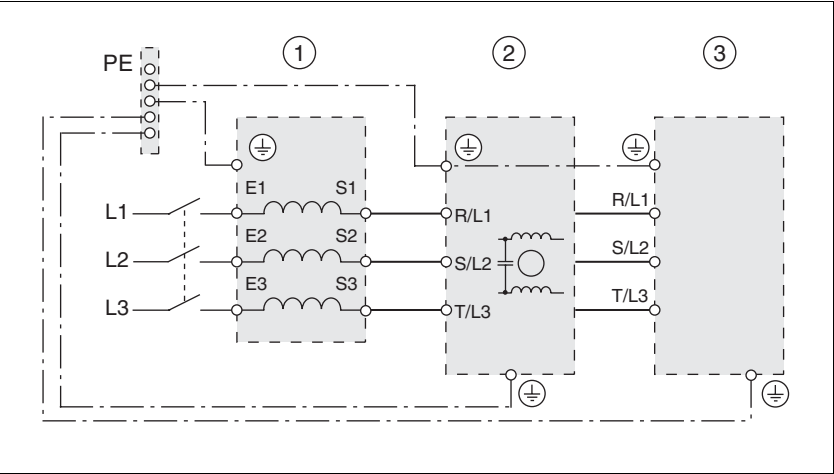 1 2 3
PE
E1 S1
L1 R/L1 R/L1
E2 S2
L2 S/L2 S/L2
E3 S3
L3 T/L3 T/L3